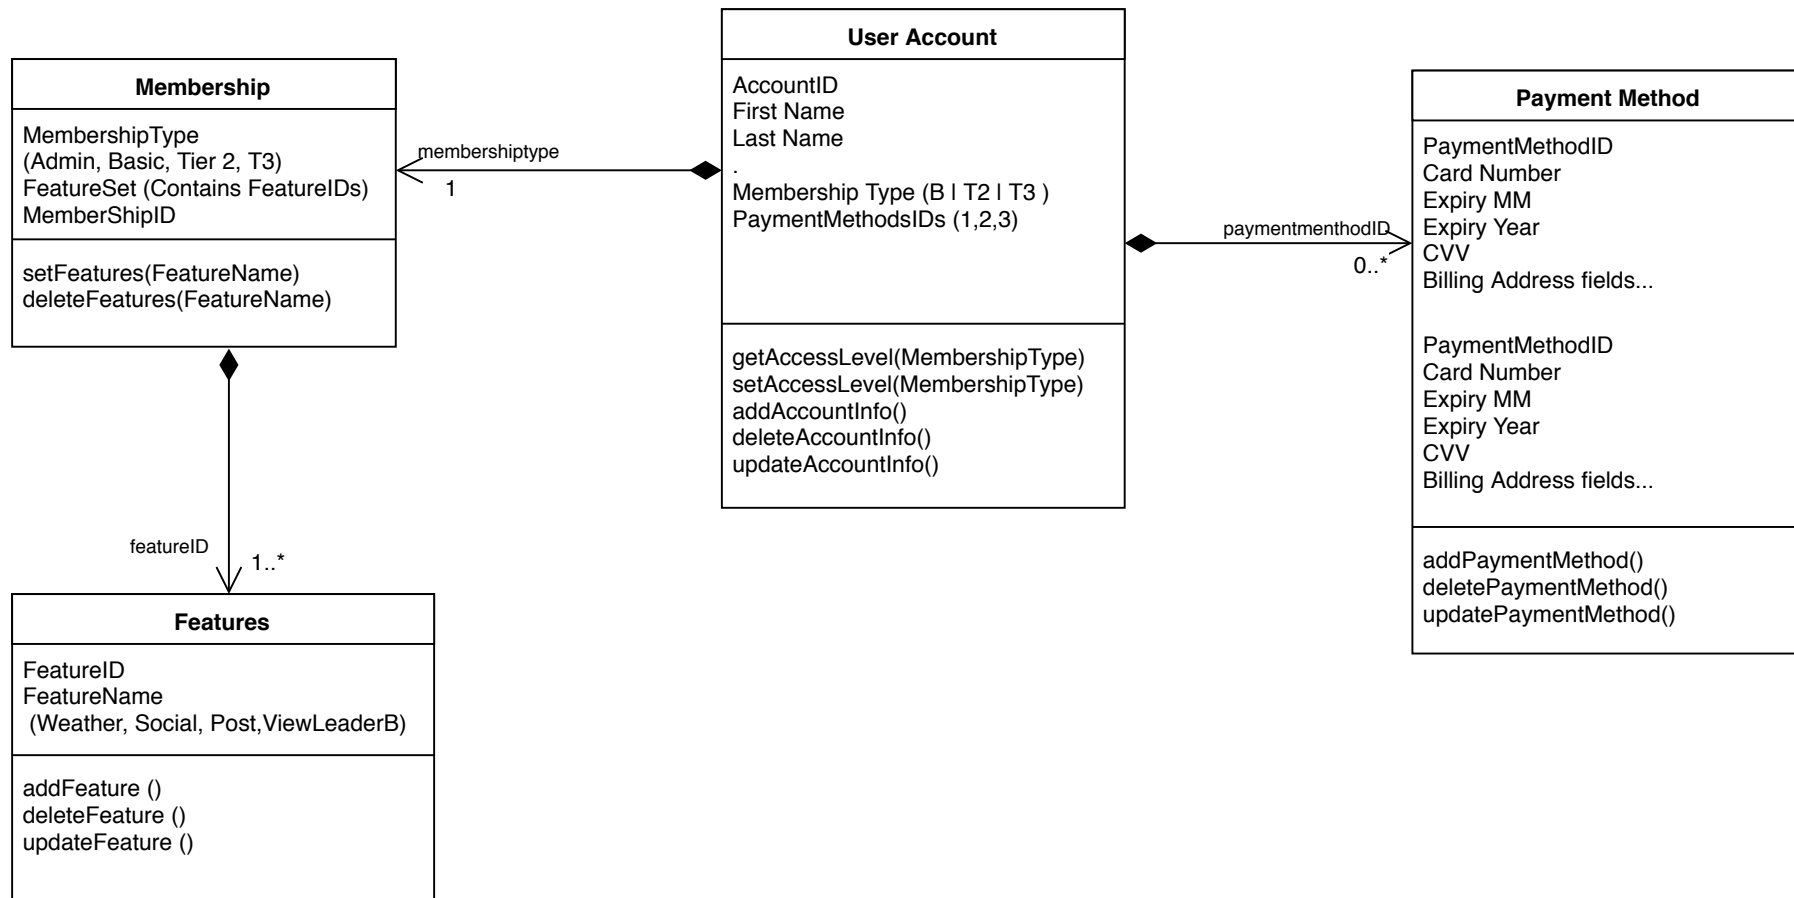 User Account
AccountID
First Name
Last Name
.
Membership Type (B | T2 | T3 )
PaymentMethodsIDs (1,2,3)
getAccessLevel(MembershipType)
setAccessLevel(MembershipType)
addAccountInfo()
deleteAccountInfo()
updateAccountInfo()
Membership
MembershipType
(Admin, Basic, Tier 2, T3)
FeatureSet (Contains FeatureIDs)
MemberShipID
setFeatures(FeatureName)
deleteFeatures(FeatureName)
membershiptype
1
paymentmenthodID
0..*
Payment Method
PaymentMethodID
Card Number
Expiry MM
Expiry Year
CVV
Billing Address fields...
PaymentMethodID
Card Number
Expiry MM
Expiry Year
CVV
Billing Address fields...
addPaymentMethod()
deletePaymentMethod()
updatePaymentMethod()
featureID
1..*
Features
FeatureID
FeatureName
(Weather, Social, Post,ViewLeaderB)
addFeature ()
deleteFeature ()
updateFeature ()